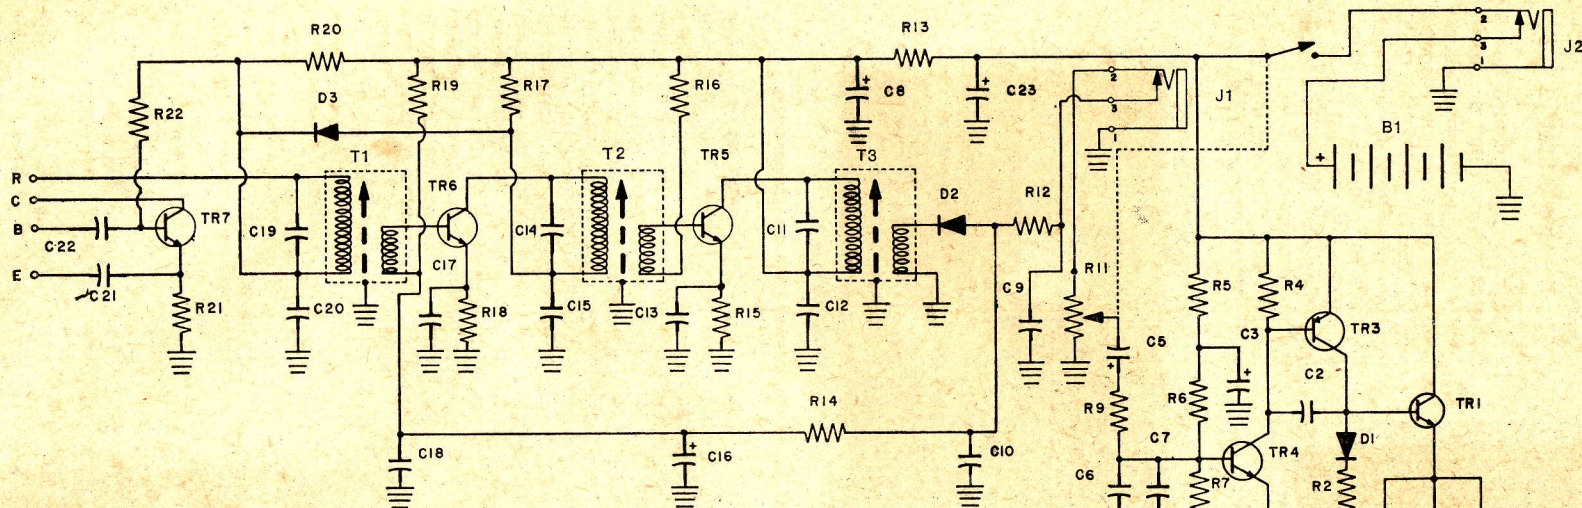 R20
R13
J2
2
3
1
R22
D3
R19
R17
R16
C8
+
C23
+
2
3
1
J1
B1
+
T1
T2
TR5
T3
R
C
B
E
TR7
TR6
D2
R12
C22
C19
C14
C11
C17
C21
R21
C20
R18
C15
C13
R15
C12
C9
R11
R5
R4
C3
TR3
C5
+
+
C2
R14
R9
R6
TR1
C18
C16
+
C10
C7
C6
TR4
D1
R7
R2